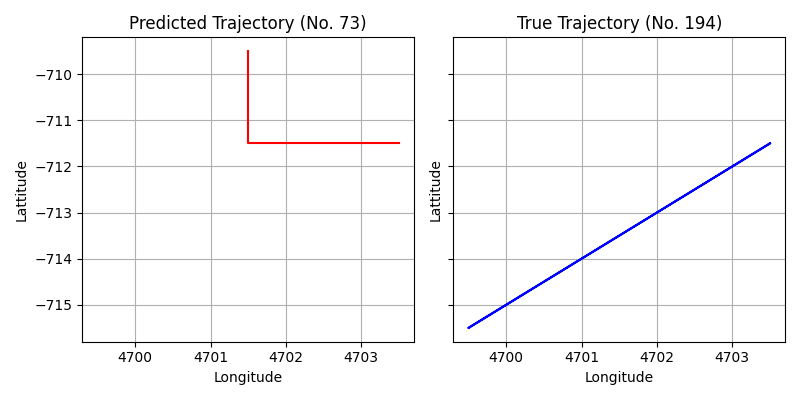 Predicted Trajectory (No. 73)
True Trajectory (No. 194)
Lattitude
−710
−711
−712
−713
−714
−715
4700
4701
4702
4703
Longitude
Lattitude
4700
4701
4702
4703
Longitude